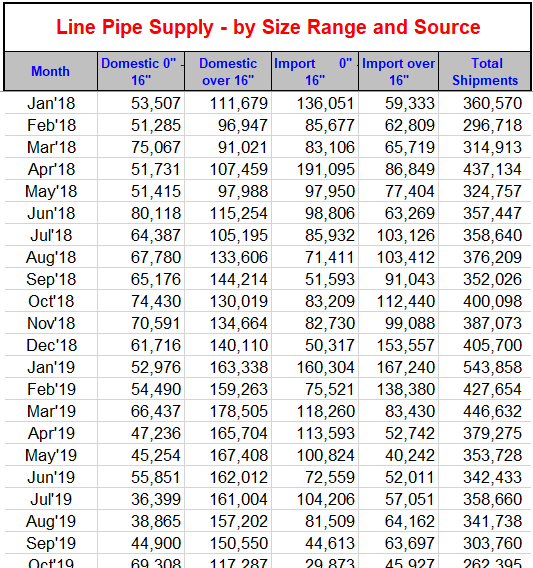 Line Pipe Supply - by Size Range and Source
Month Domestic 0" - 16" Domestic over 16" Import 0" - 16" Import over 16" Total Shipments
Jan'18 53,507 111,679 136,051 59,333 360,570
Feb'18 51,285 96,947 85,677 62,809 296,718
Mar'18 75,067 91,021 83,106 65,719 314,913
Apr'18 51,731 107,459 191,095 86,849 437,134
May'18 51,415 97,988 97,950 77,404 324,757
Jun'18 80,118 115,254 98,806 63,269 357,447
Jul'18 64,387 105,195 85,932 103,126 358,640
Aug'18 67,780 133,606 71,411 103,412 376,209
Sep'18 65,176 144,214 51,593 91,043 352,026
Oct'18 74,430 130,019 83,209 112,440 400,098
Nov'18 70,591 134,664 82,730 99,088 387,073
Dec'18 61,716 140,110 50,317 153,557 405,700
Jan'19 52,976 163,338 160,304 167,240 543,858
Feb'19 54,490 159,263 75,521 138,380 427,654
Mar'19 66,437 178,505 118,260 83,430 446,632
Apr'19 47,236 165,704 113,593 52,742 379,275
May'19 45,254 167,408 100,824 40,242 353,728
Jun'19 55,851 162,012 72,559 52,011 342,433
Jul'19 36,399 161,004 104,206 57,051 358,660
Aug'19 38,865 157,202 81,509 64,162 341,738
Sep'19 44,900 150,550 44,613 63,697 303,760
Oct'19 69,308 117,287 29,873 45,927 262,395